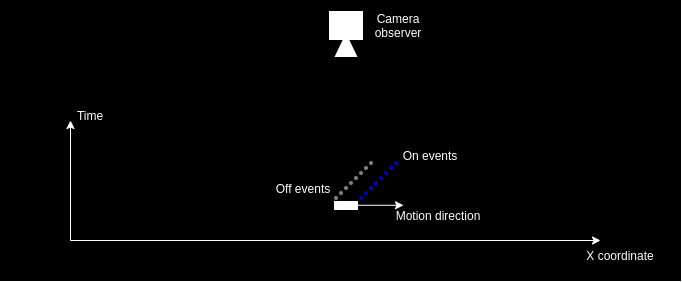 Camera
observer
Time
On events
Off events
Motion direction
X coordinate